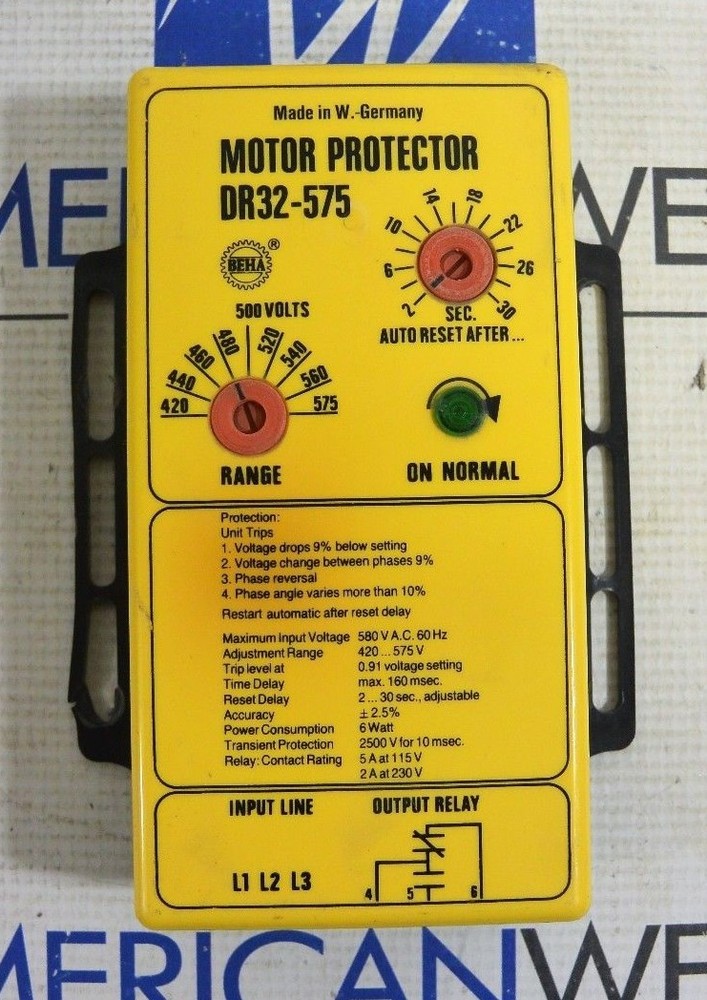 Made in W.-Germany
MOTOR PROTECTOR
DR32-575
BEHA ®
2 6 10 14 18 22 26 30
SEC.
AUTO RESET AFTER...
500 VOLTS
420 440 460 480 520 540 560 575
RANGE
ON NORMAL
Protection:
Unit Trips
1. Voltage drops 9% below setting
2. Voltage change between phases 9%
3. Phase reversal
4. Phase angle varies more than 10%
Restart automatic after reset delay
Maximum Input Voltage 580 V A.C. 60 Hz
Adjustment Range 420 ... 575 V
Trip level at 0.91 voltage setting
Time Delay max. 160 msec.
Reset Delay 2 ... 30 sec., adjustable
Accuracy ± 2.5%
Power Consumption 6 Watt
Transient Protection 2500 V for 10 msec.
Relay: Contact Rating 5 A at 115 V
2 A at 230 V
INPUT LINE OUTPUT RELAY
L1 L2 L3 4 5 6
AMERICAN WE